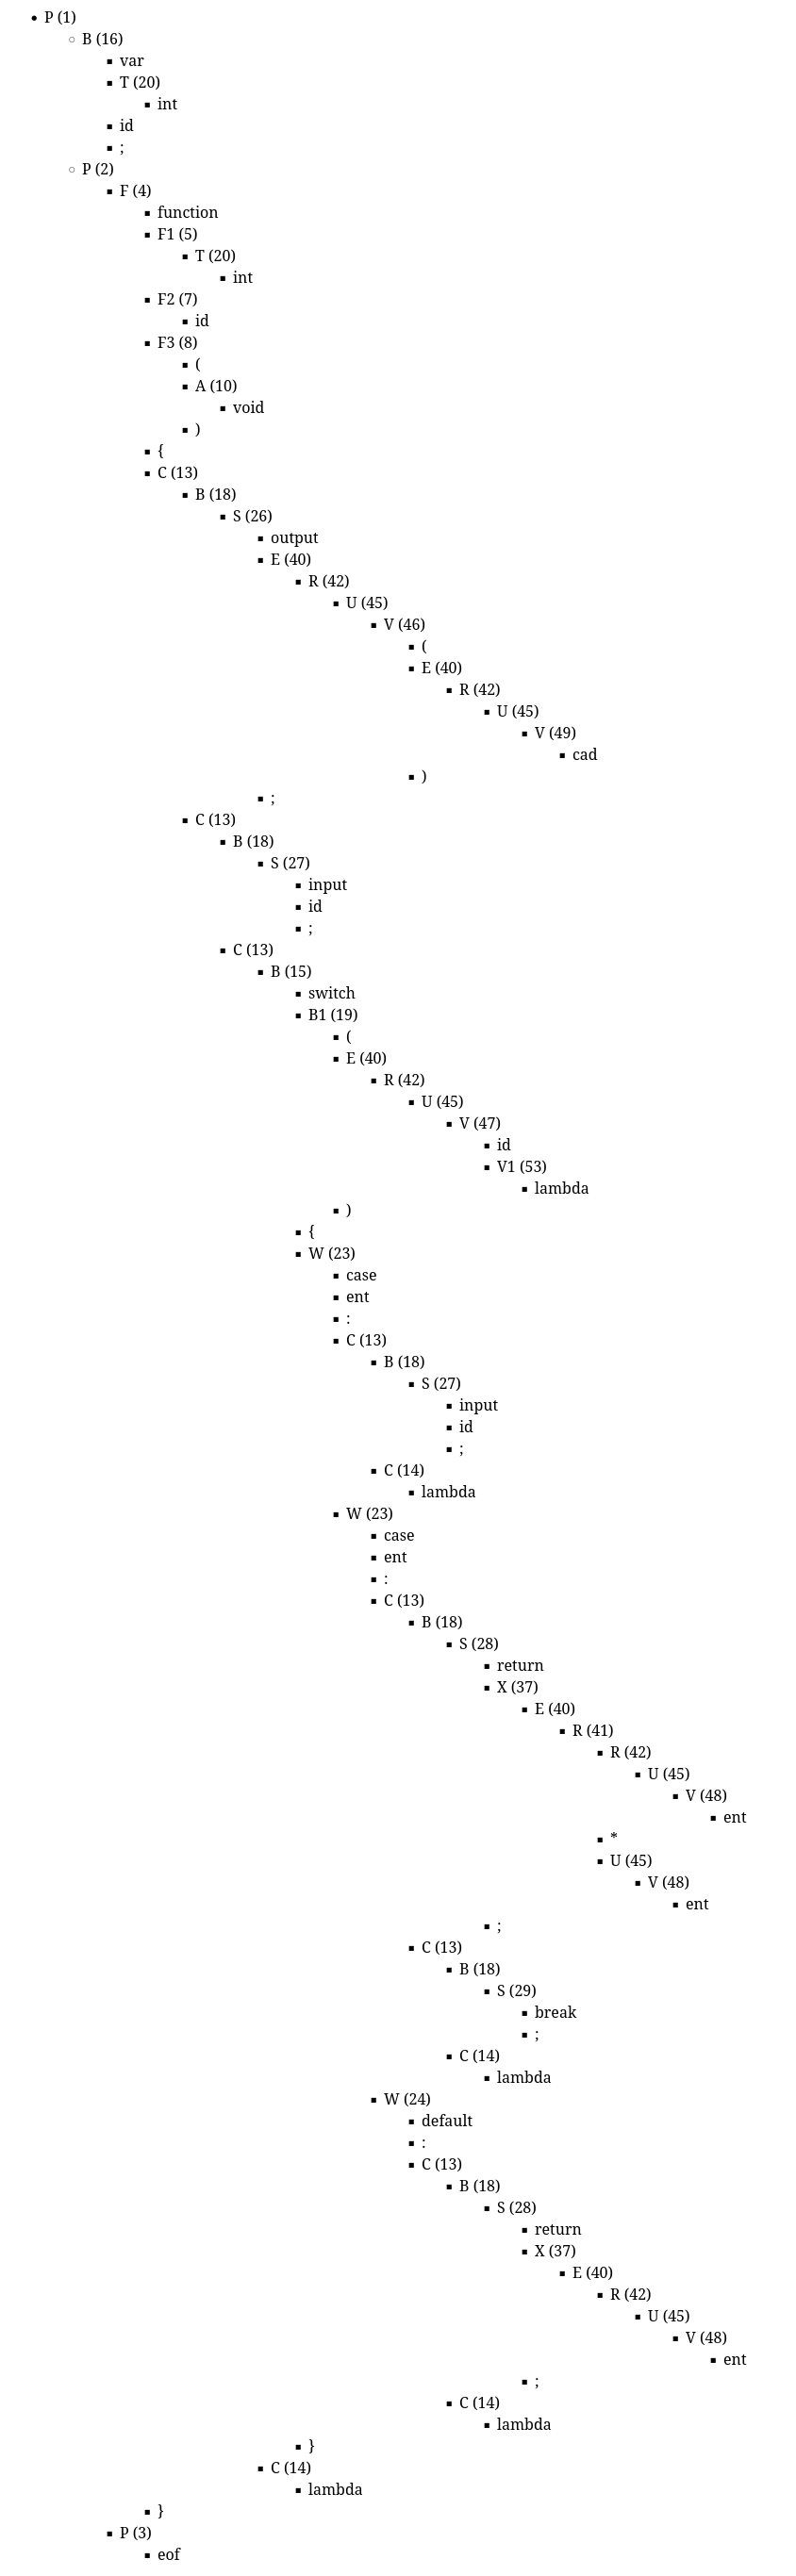 P (1)
B (16)
var
T (20)
int
id
;
P (2)
F (4)
function
F1 (5)
T (20)
int
F2 (7)
id
F3 (8)
(
A (10)
void
)
{
C (13)
B (18)
S (26)
output
E (40)
R (42)
U (45)
V (46)
(
E (40)
R (42)
U (45)
V (49)
cad
)
;
C (13)
B (18)
S (27)
input
id
;
C (13)
B (15)
switch
B1 (19)
(
E (40)
R (42)
U (45)
V (47)
id
V1 (53)
lambda
)
{
W (23)
case
ent
:
C (13)
B (18)
S (27)
input
id
;
C (14)
lambda
W (23)
case
ent
:
C (13)
B (18)
S (28)
return
X (37)
E (40)
R (41)
R (42)
U (45)
V (48)
ent
*
U (45)
V (48)
ent
;
C (13)
B (18)
S (29)
break
;
C (14)
lambda
W (24)
default
:
C (13)
B (18)
S (28)
return
X (37)
E (40)
R (42)
U (45)
V (48)
ent
;
C (14)
lambda
}
C (14)
lambda
}
P (3)
eof